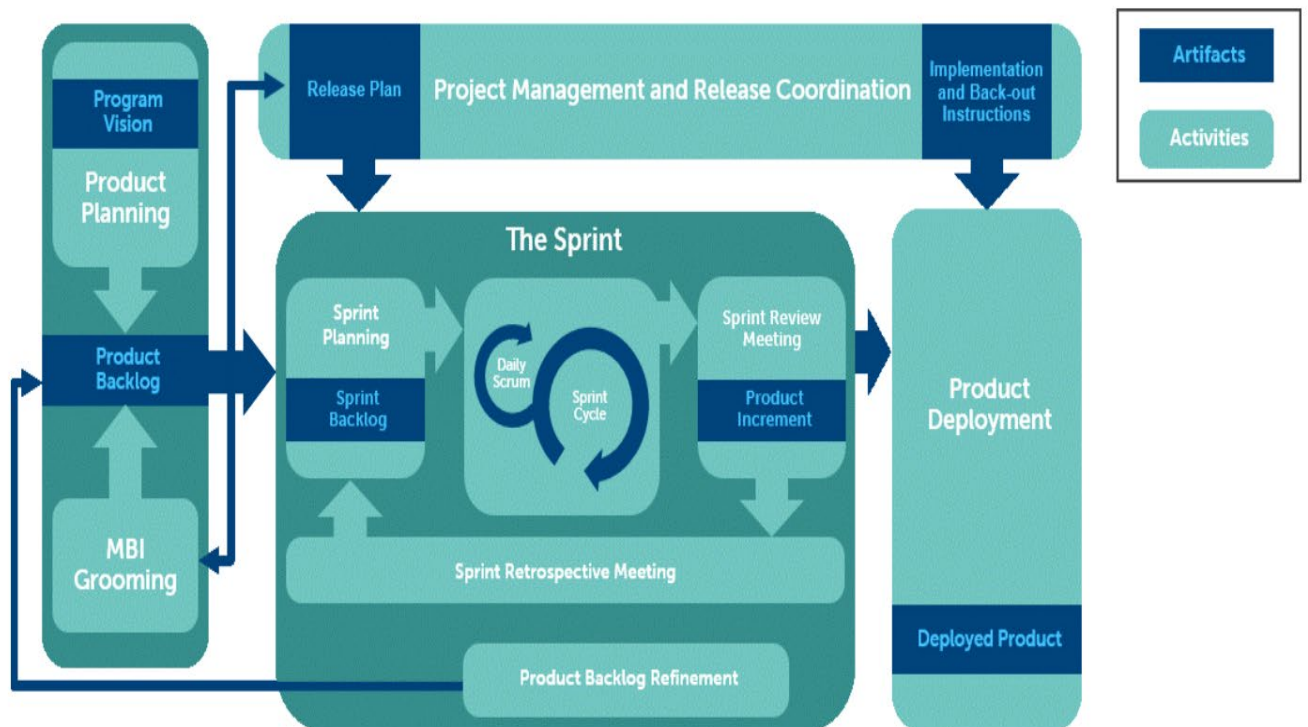 Program
Vision
Product
Planning
Product
Backlog
MBI
Grooming
Release Plan
Project Management and Release Coordination
Implementation
and Back-out
Instructions
Artifacts
Activities
The Sprint
Sprint
Planning
Sprint
Backlog
Daily
Scrum
Sprint
Cycle
Sprint Review
Meeting
Product
Increment
Sprint Retrospective Meeting
Product Backlog Refinement
Product
Deployment
Deployed Product